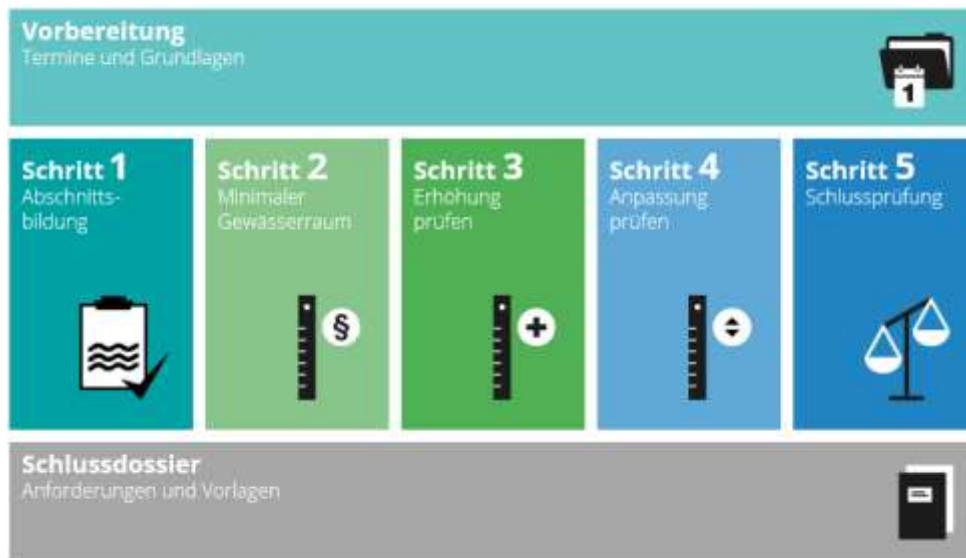 Vorbereitung
Termine und Grundlagen
1
Schritt 1
Abschnitts-
bildung
Schritt 2
Minimaler
Gewässerraum
§
Schritt 3
Erhöhung
prüfen
Schritt 4
Anpassung
prüfen
Schritt 5
Schlussprüfung
Schlussdossier
Anforderungen und Vorlagen